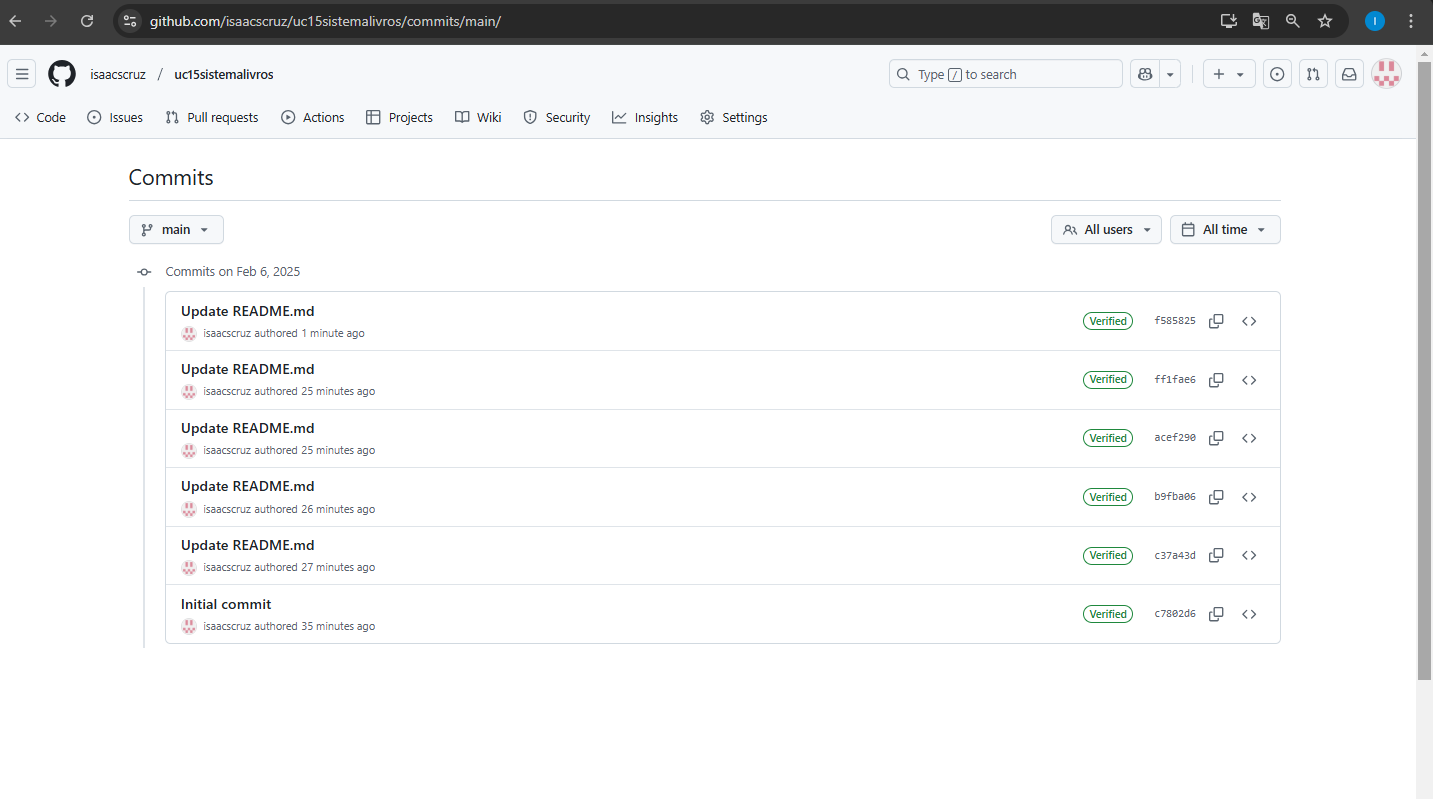 github.com/isaacscruz/uc15sistemalivros/commits/main/
I
isaacscruz / uc15sistemalivros
Type / to search
Code Issues Pull requests Actions Projects Wiki Security Insights Settings
Commits
main All users All time
Commits on Feb 6, 2025
Update README.md
isaacscruz authored 1 minute ago
Verified f585825
Update README.md
isaacscruz authored 25 minutes ago
Verified ff1fae6
Update README.md
isaacscruz authored 25 minutes ago
Verified acef290
Update README.md
isaacscruz authored 26 minutes ago
Verified b9fba06
Update README.md
isaacscruz authored 27 minutes ago
Verified c37a43d
Initial commit
isaacscruz authored 35 minutes ago
Verified c7802d6